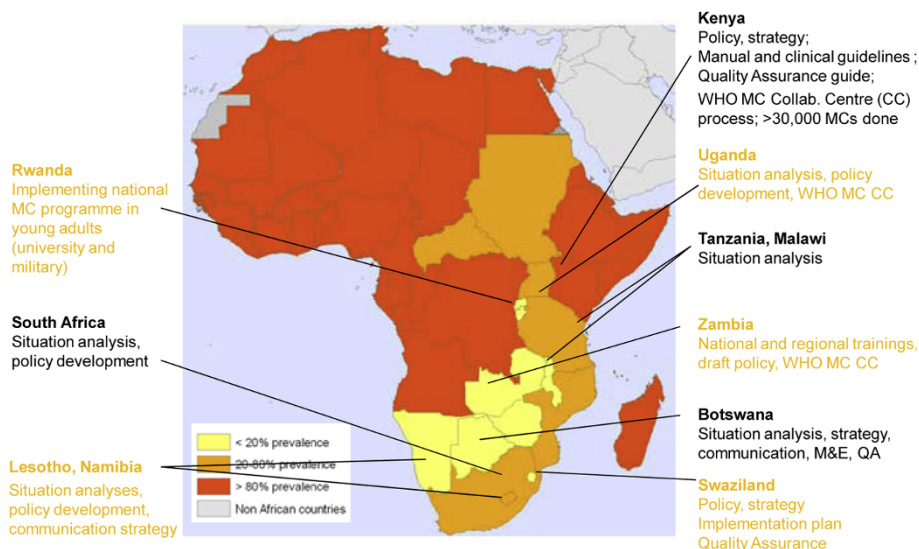 Kenya
Policy, strategy;
Manual and clinical guidelines ;
Quality Assurance guide;
WHO MC Collab. Centre (CC)
process; >30,000 MCs done
Rwanda
Implementing national
MC programme in
young adults
(university and
military)
Uganda
Situation analysis, policy
development, WHO MC CC
Tanzania, Malawi
Situation analysis
South Africa
Situation analysis,
policy development
Zambia
National and regional trainings,
draft policy, WHO MC CC
Botswana
Situation analysis, strategy,
communication, M&E, QA
< 20% prevalence
20-80% prevalence
> 80% prevalence
Non African countries
Lesotho, Namibia
Situation analyses,
policy development,
communication strategy
Swaziland
Policy, strategy
Implementation plan
Quality Assurance